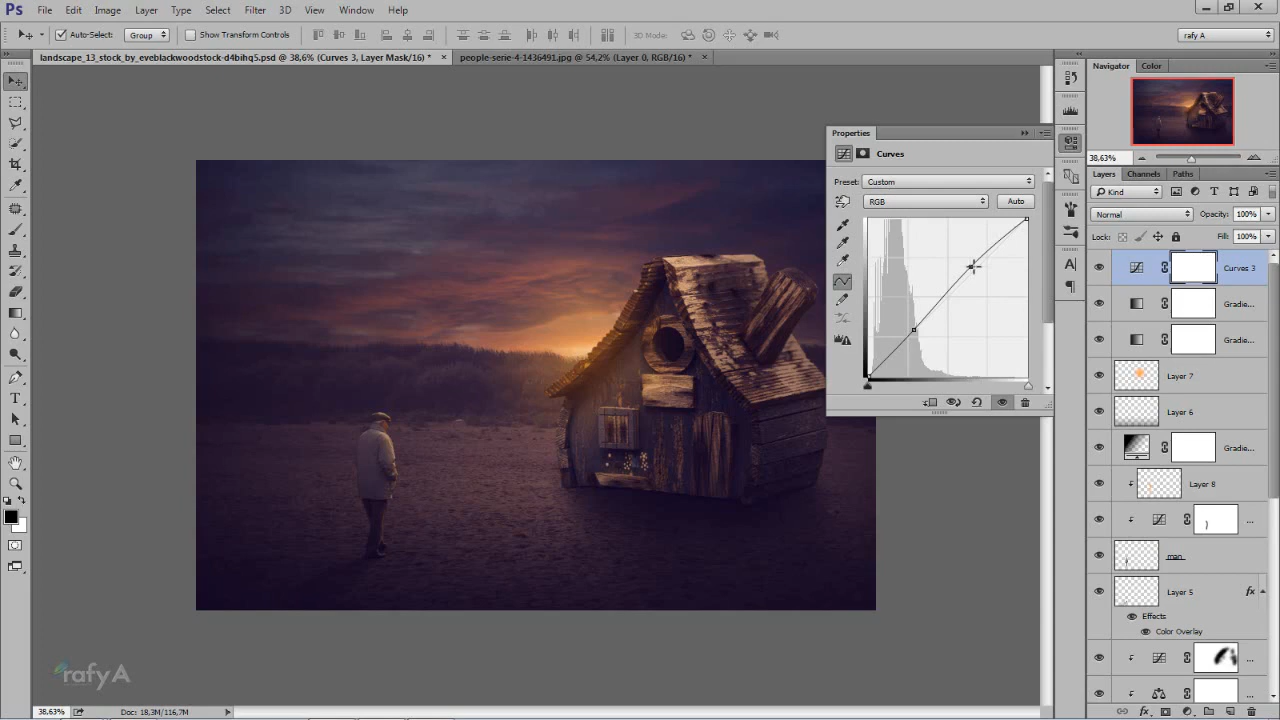 Ps File Edit Image Layer Type Select Filter 3D View Window Help
Auto-Select: Group Show Transform Controls 3D Mode: rafy A
landscape_13_stock_by_eveblackwoodstock-d4bihq5.psd @ 38,6% (Curves 3, Layer Mask/16) * × people-serie-4-1436491.jpg @ 54,2% (Layer 0, RGB/16) * ×
Navigator Color
Properties
Curves
Preset: Custom
RGB Auto
38,63%
Layers Channels Paths
Kind
Normal Opacity: 100%
Lock: Fill: 100%
Curves 3
Gradie...
Gradie...
Layer 7
Layer 6
Gradie...
Layer 8
...
man
Layer 5 fx
Effects
Color Overlay
...
...
fx
A
T
rafy A
38,63% Doc: 18,3M/116,7M